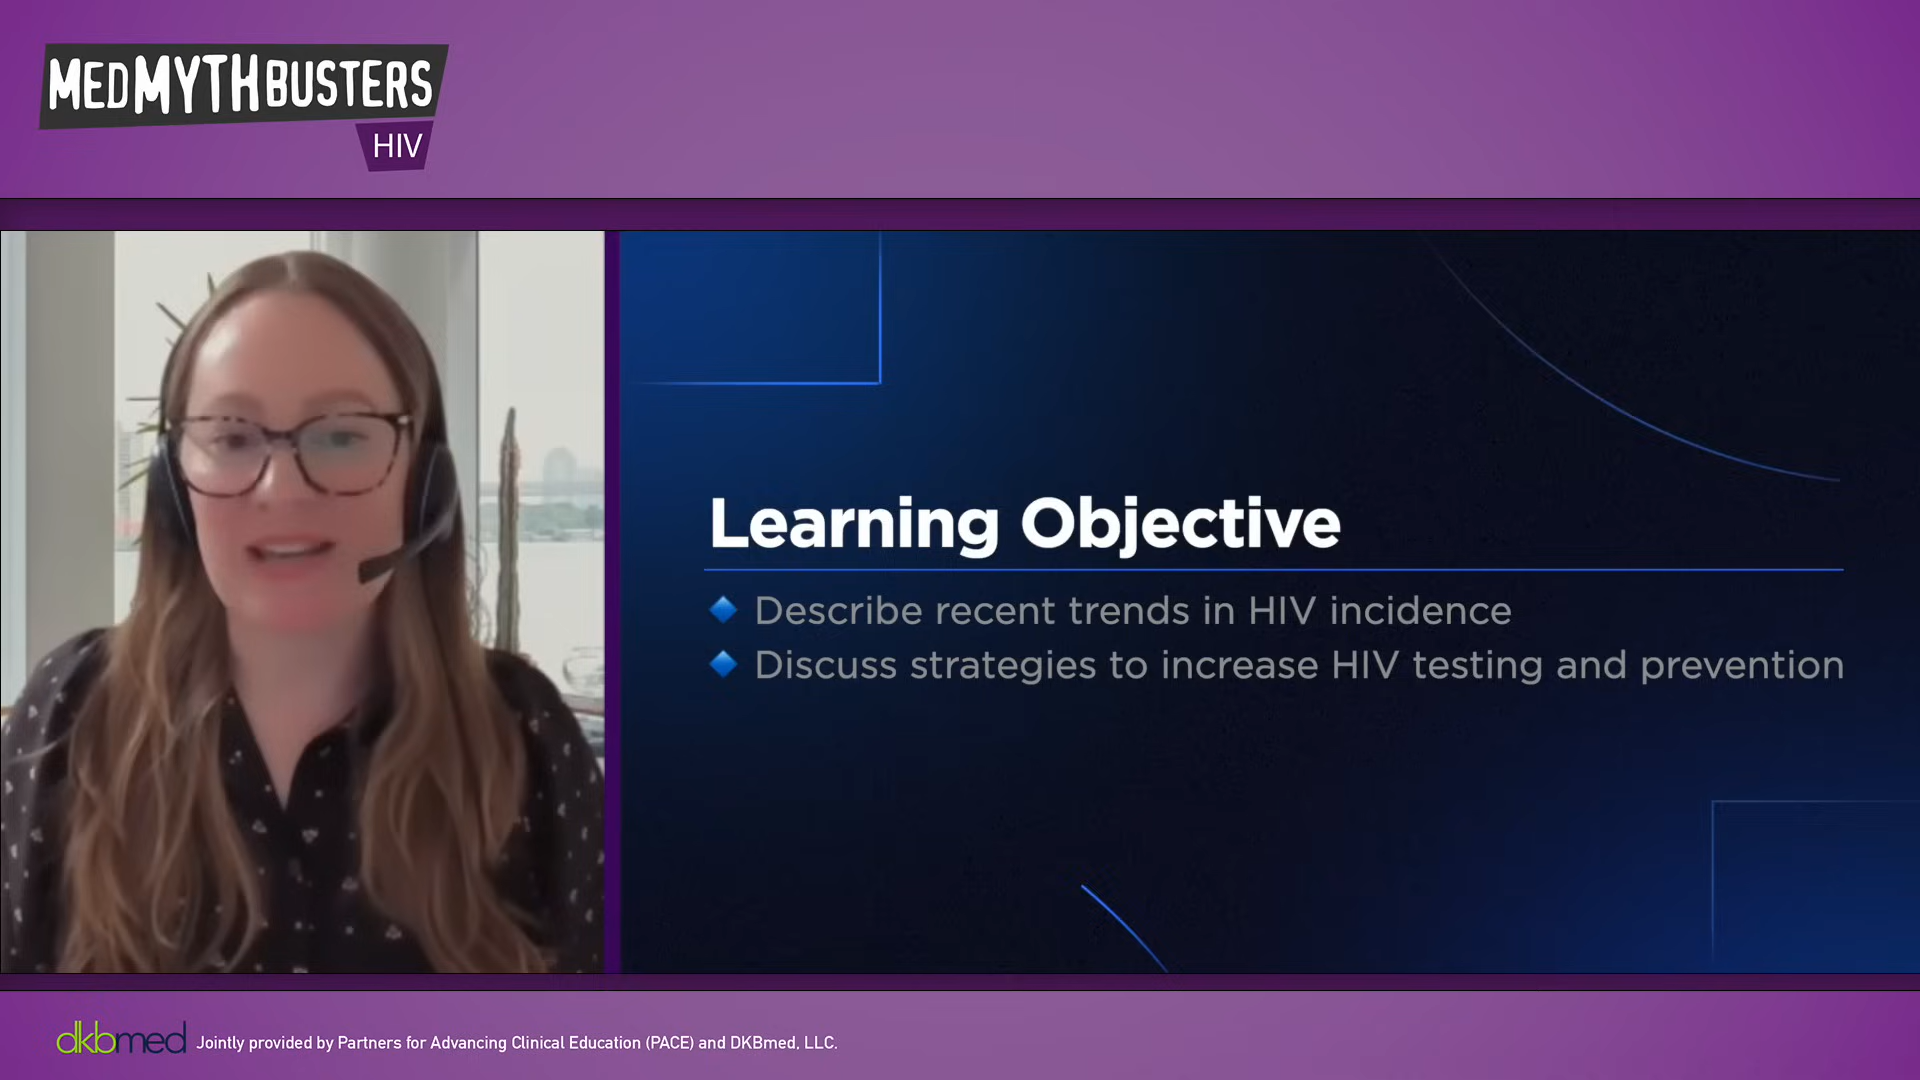 MEDMYTHBUSTERS
HIV
Learning Objective
Describe recent trends in HIV incidence
Discuss strategies to increase HIV testing and prevention
dkbmed Jointly provided by Partners for Advancing Clinical Education (PACE) and DKBmed, LLC.